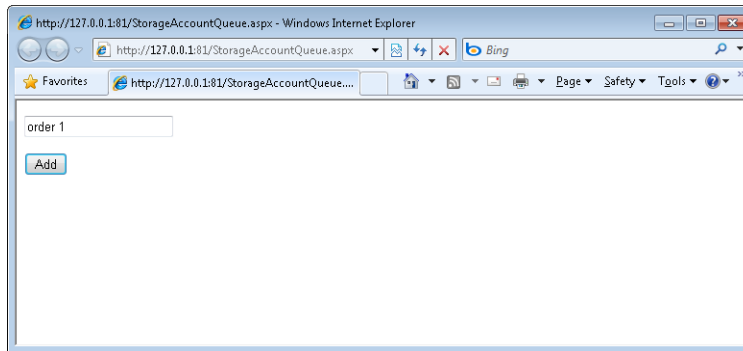 http://127.0.0.1:81/StorageAccountQueue.aspx - Windows Internet Explorer
http://127.0.0.1:81/StorageAccountQueue.aspx Bing
Favorites http://127.0.0.1:81/StorageAccountQueue.... Page Safety Tools
order 1
Add